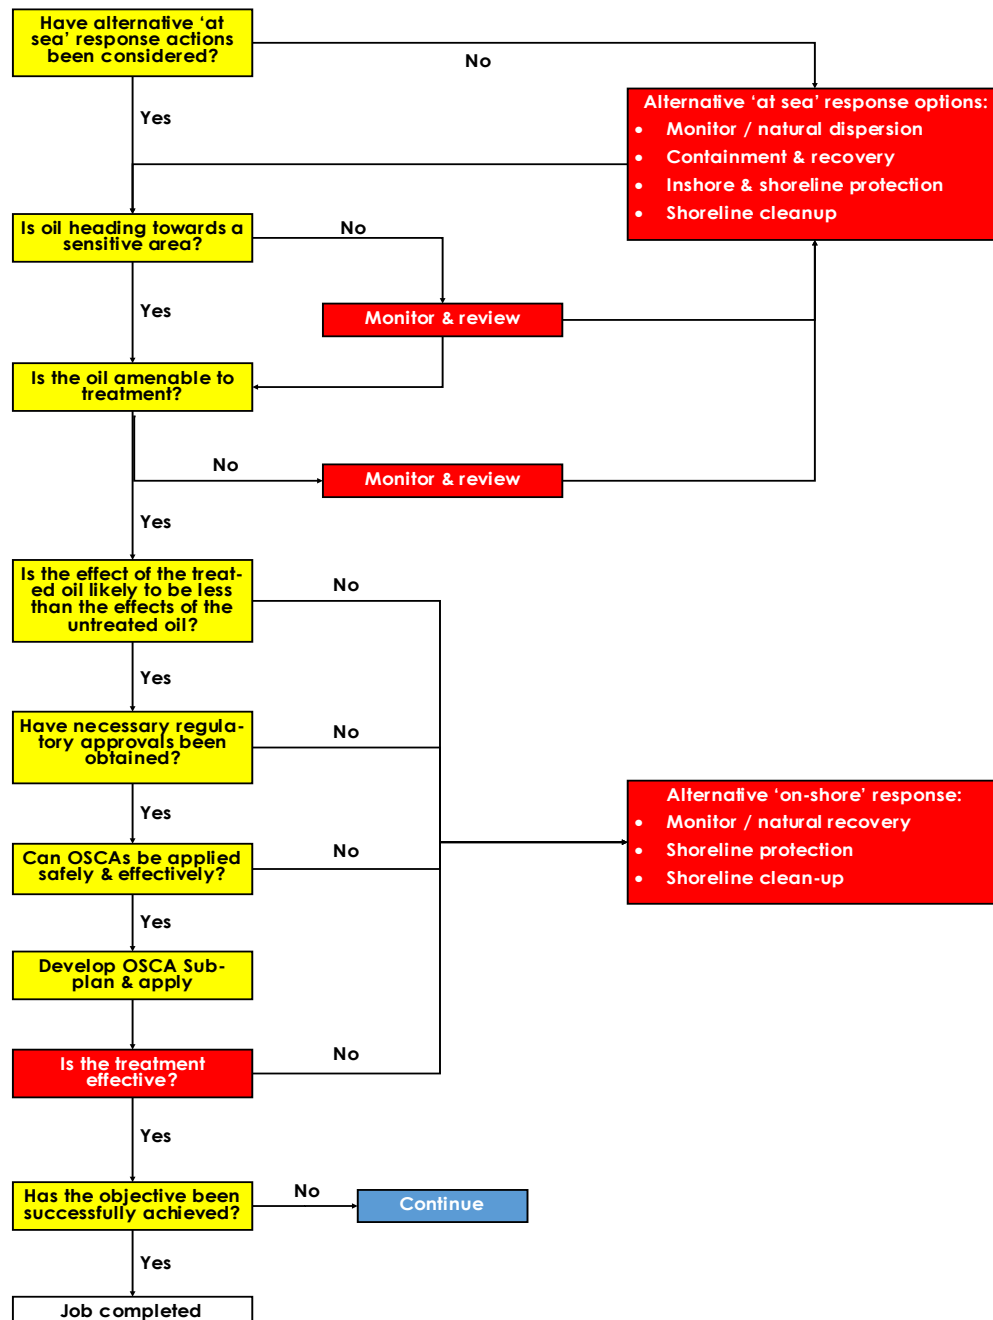 Have alternative ‘at
sea’ response actions
been considered?
No
Yes
Alternative ‘at sea’ response options:
• Monitor / natural dispersion
• Containment & recovery
• Inshore & shoreline protection
• Shoreline cleanup
Is oil heading towards a
sensitive area?
No
Yes
Monitor & review
Is the oil amenable to
treatment?
No
Monitor & review
Yes
Is the effect of the treat-
ed oil likely to be less
than the effects of the
untreated oil?
No
Yes
Have necessary regula-
tory approvals been
obtained?
No
Yes
Alternative ‘on-shore’ response:
• Monitor / natural recovery
• Shoreline protection
• Shoreline clean-up
Can OSCAs be applied
safely & effectively?
No
Yes
Develop OSCA Sub-
plan & apply
Is the treatment
effective?
No
Yes
Has the objective been
successfully achieved?
No
Continue
Yes
Job completed